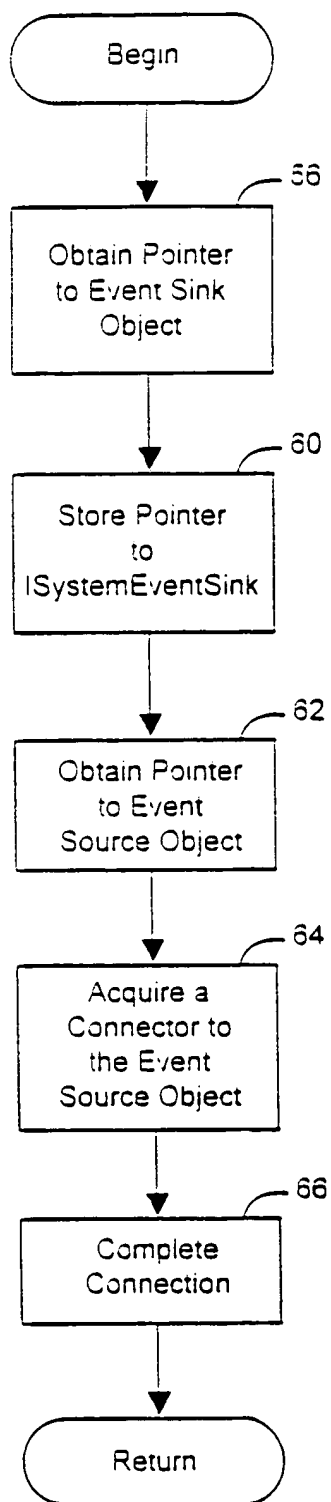 Begin
56
Obtain Pointer
to Event Sink
Object
60
Store Pointer
to
ISystemEventSink
62
Obtain Pointer
to Event
Source Object
64
Acquire a
Connector to
the Event
Source Object
66
Complete
Connection
Return